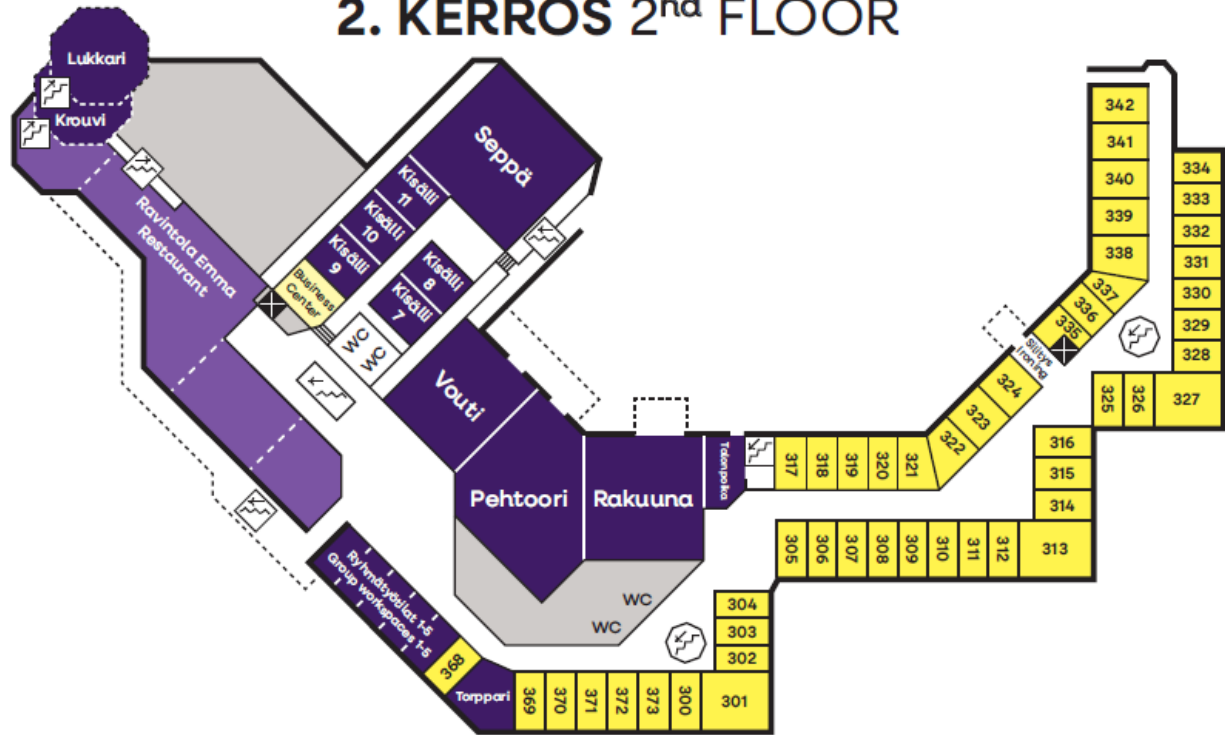 2. KERROS 2nd FLOOR
Lukkari
Krouvi
Ravintola Emma
Restaurant
Seppä
Kisälli
11
Kisälli
10
Kisälli
9
Business
Center
Kisälli
8
Kisälli
7
WC
WC
Vouti
Pehtoori
Rakuuna
Talonpoika
WC
WC
Ryhmätyötilat 1-5
Group workspaces 1-5
368
Torppari
369
370
371
372
373
300
301
302
303
304
305
306
307
308
309
310
311
312
313
314
315
316
317
318
319
320
321
322
323
324
Silitys
Ironing
325
326
327
328
329
330
331
332
333
334
335
336
337
338
339
340
341
342